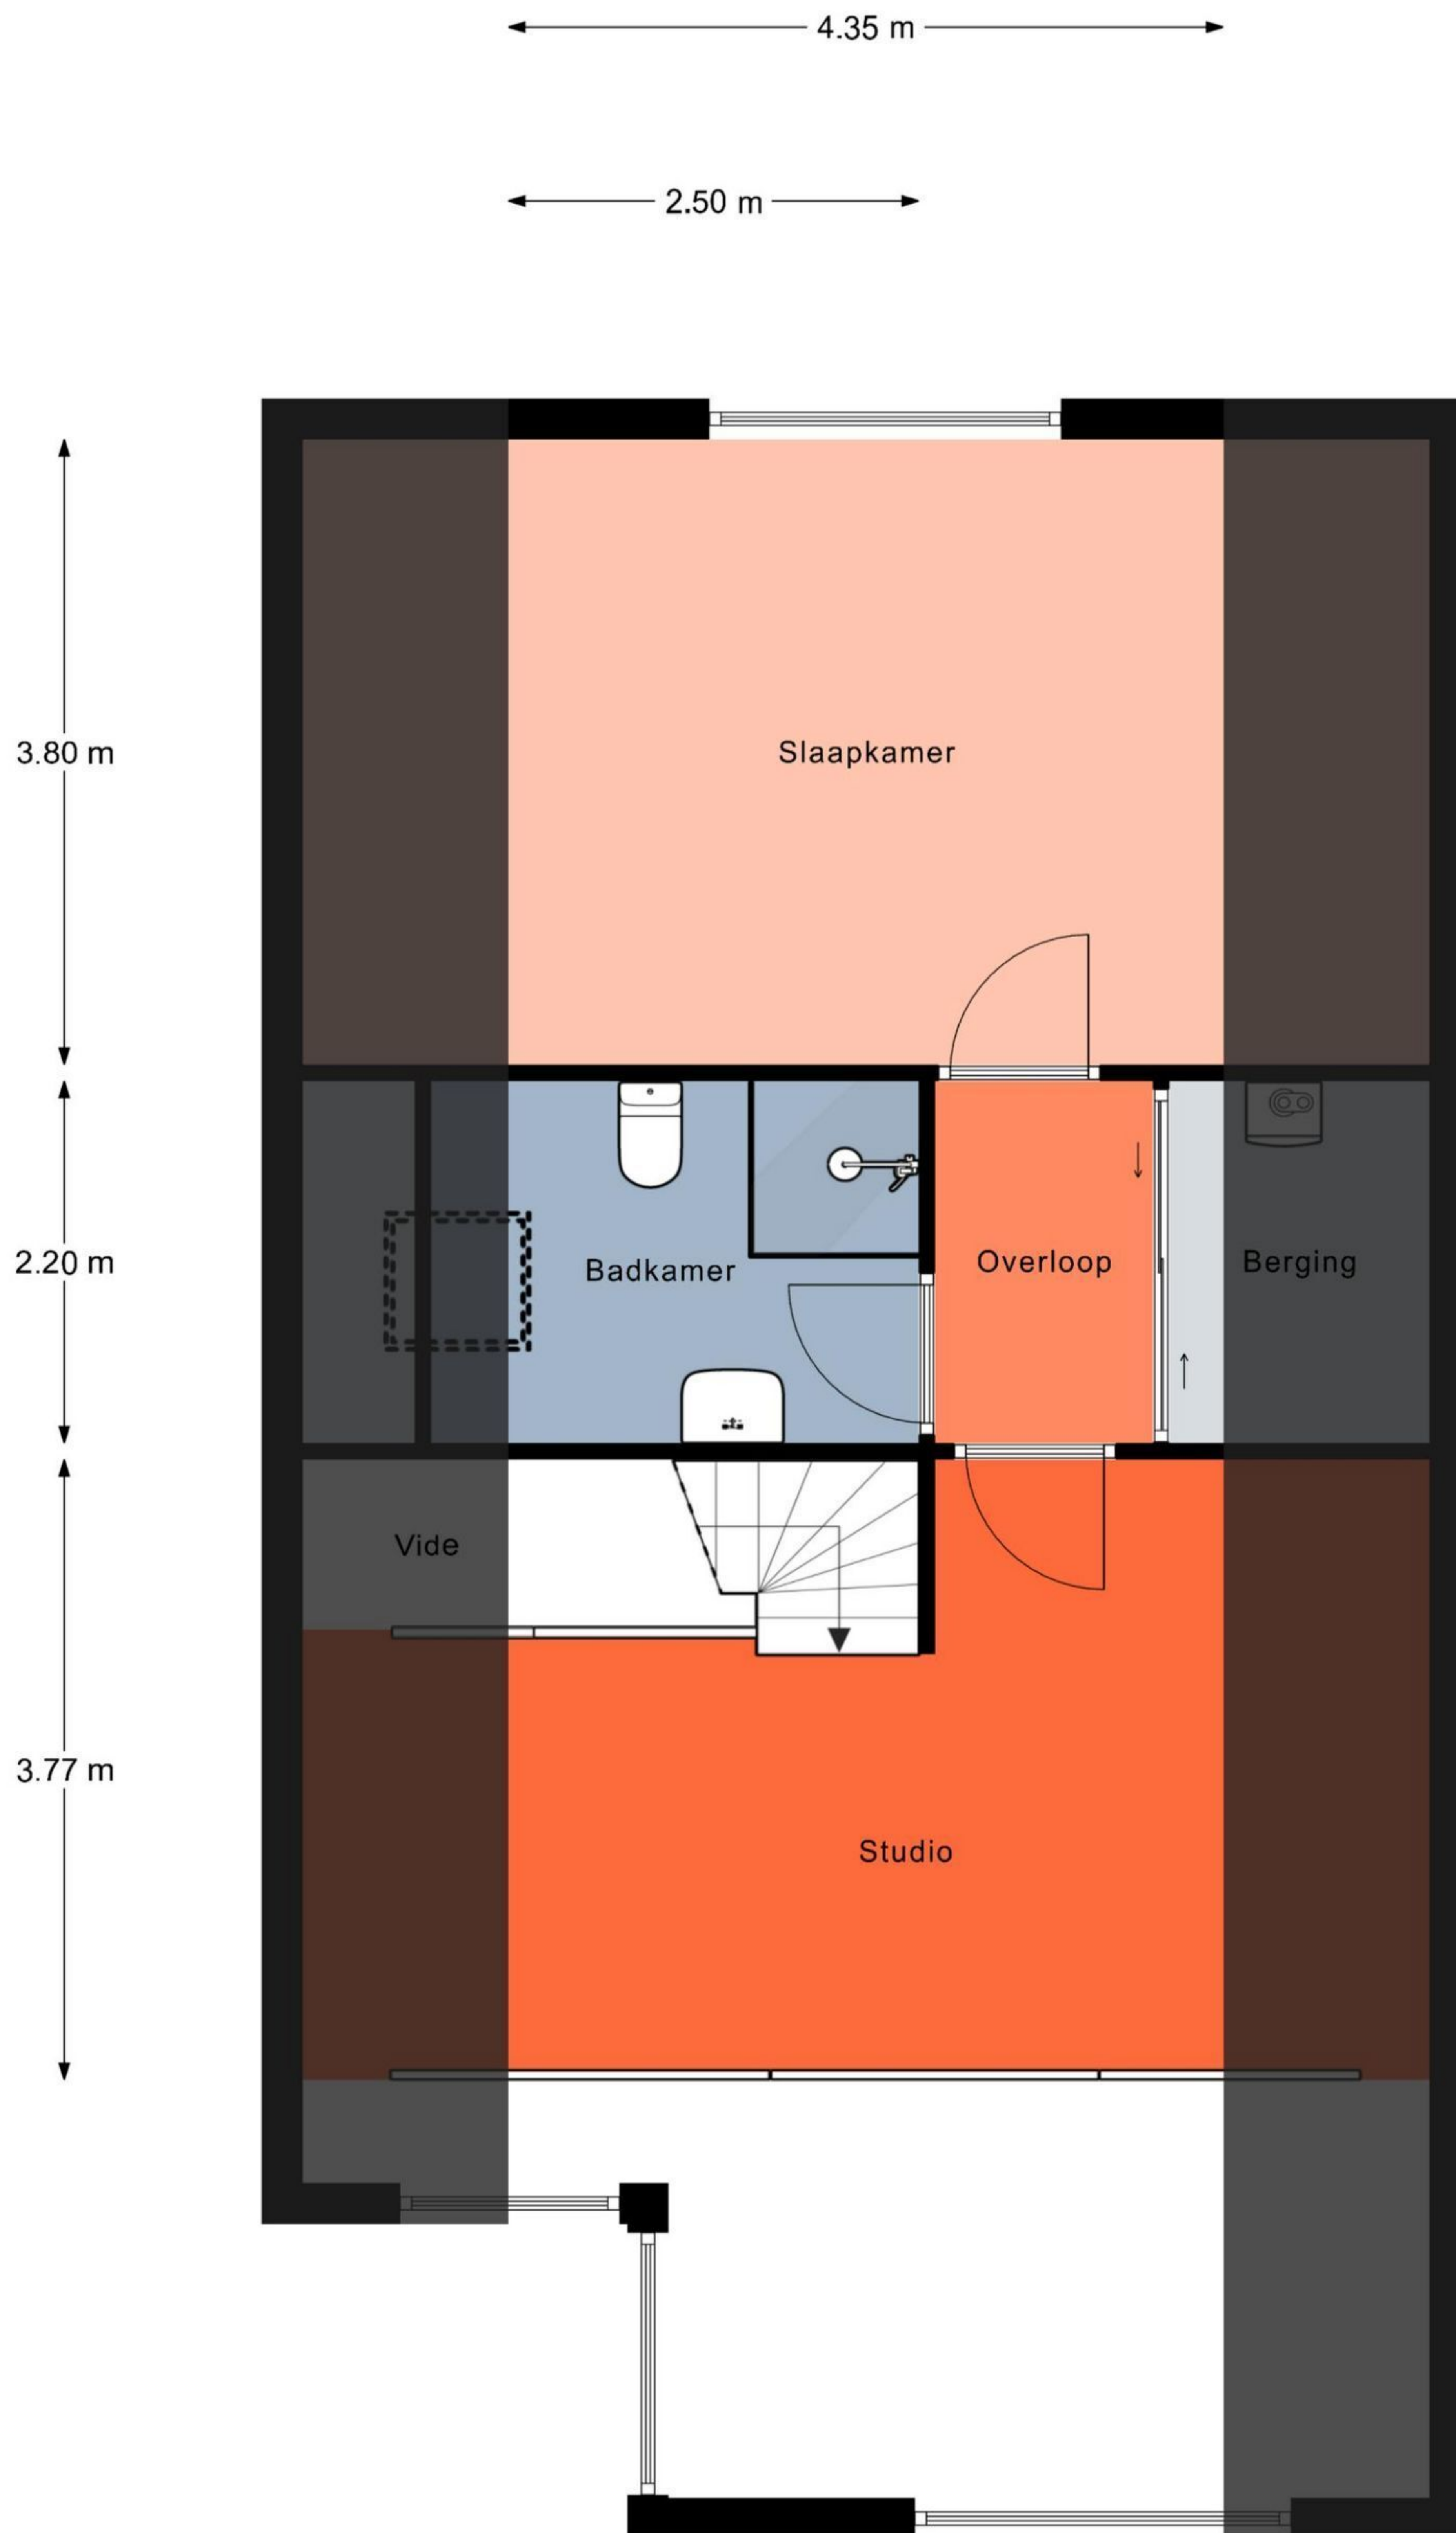 4.35 m
2.50 m
3.80 m
Slaapkamer
2.20 m
Badkamer
Overloop
Berging
Vide
3.77 m
Studio